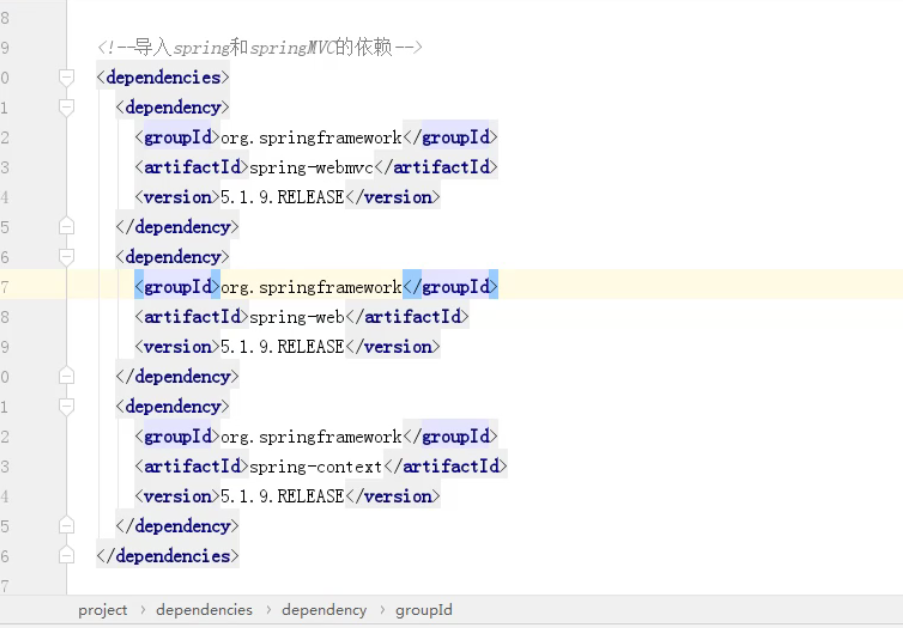 8
9 <!--导入spring和springMVC的依赖-->
0 <dependencies>
1 <dependency>
2 <groupId>org.springframework</groupId>
3 <artifactId>spring-webmvc</artifactId>
4 <version>5.1.9.RELEASE</version>
5 </dependency>
6 <dependency>
7 <groupId>org.springframework</groupId>
8 <artifactId>spring-web</artifactId>
9 <version>5.1.9.RELEASE</version>
0 </dependency>
1 <dependency>
2 <groupId>org.springframework</groupId>
3 <artifactId>spring-context</artifactId>
4 <version>5.1.9.RELEASE</version>
5 </dependency>
6 </dependencies>
7
project › dependencies › dependency › groupId